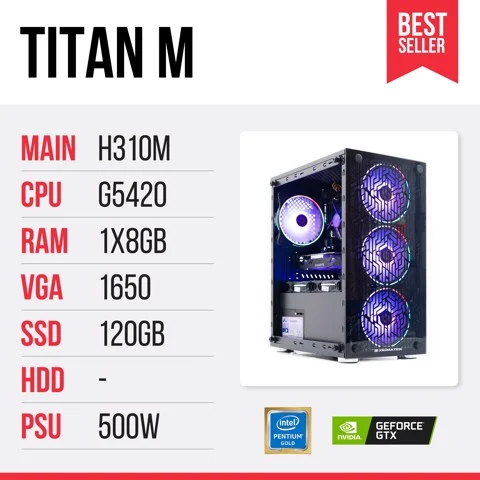 TITAN M
BEST
SELLER
MAIN H310M
CPU G5420
RAM 1X8GB
VGA 1650
SSD 120GB
HDD -
PSU 500W
XIGMATEK
intel
PENTIUM
GOLD
NVIDIA
GEFORCE
GTX